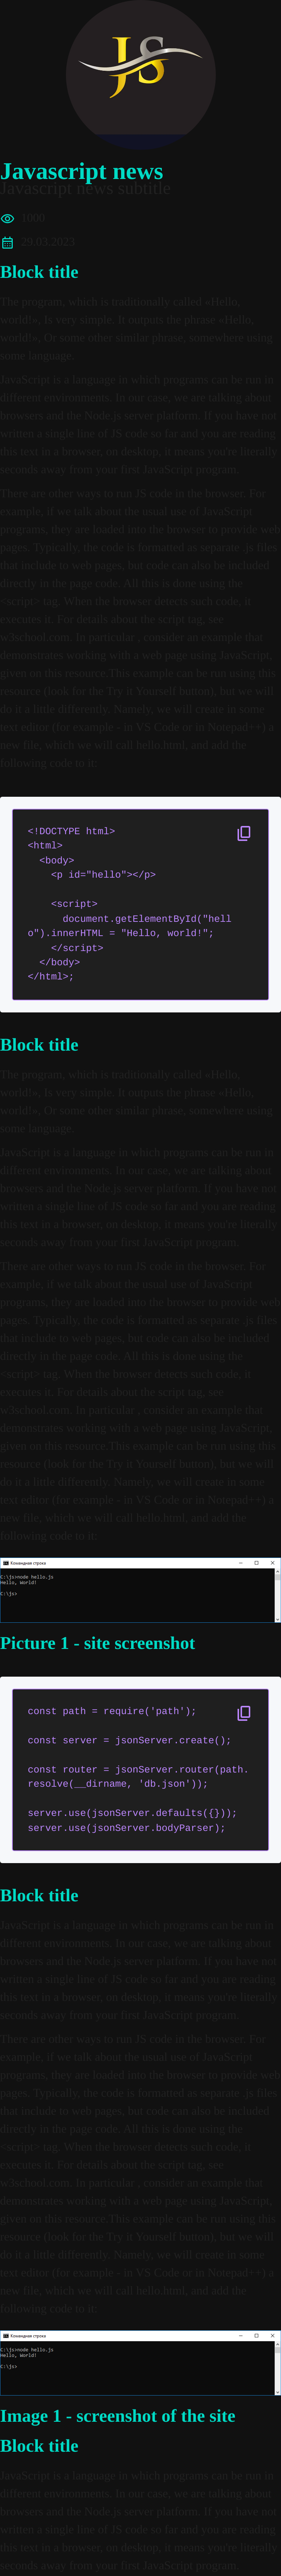 JS
Javascript news
Javascript news subtitle
1000
29.03.2023
Block title
The program, which is traditionally called «Hello,
world!», Is very simple. It outputs the phrase «Hello,
world!», Or some other similar phrase, somewhere using
some language.
JavaScript is a language in which programs can be run in
different environments. In our case, we are talking about
browsers and the Node.js server platform. If you have not
written a single line of JS code so far and you are reading
this text in a browser, on desktop, it means you're literally
seconds away from your first JavaScript program.
There are other ways to run JS code in the browser. For
example, if we talk about the usual use of JavaScript
programs, they are loaded into the browser to provide web
pages. Typically, the code is formatted as separate .js files
that include to web pages, but code can also be included
directly in the page code. All this is done using the
<script> tag. When the browser detects such code, it
executes it. For details about the script tag, see
w3school.com. In particular , consider an example that
demonstrates working with a web page using JavaScript,
given on this resource.This example can be run using this
resource (look for the Try it Yourself button), but we will
do it a little differently. Namely, we will create in some
text editor (for example - in VS Code or in Notepad++) a
new file, which we will call hello.html, and add the
following code to it:
<!DOCTYPE html>
<html>
<body>
<p id="hello"></p>
<script>
document.getElementById("hell
o").innerHTML = "Hello, world!";
</script>
</body>
</html>;
Block title
The program, which is traditionally called «Hello,
world!», Is very simple. It outputs the phrase «Hello,
world!», Or some other similar phrase, somewhere using
some language.
JavaScript is a language in which programs can be run in
different environments. In our case, we are talking about
browsers and the Node.js server platform. If you have not
written a single line of JS code so far and you are reading
this text in a browser, on desktop, it means you're literally
seconds away from your first JavaScript program.
There are other ways to run JS code in the browser. For
example, if we talk about the usual use of JavaScript
programs, they are loaded into the browser to provide web
pages. Typically, the code is formatted as separate .js files
that include to web pages, but code can also be included
directly in the page code. All this is done using the
<script> tag. When the browser detects such code, it
executes it. For details about the script tag, see
w3school.com. In particular , consider an example that
demonstrates working with a web page using JavaScript,
given on this resource.This example can be run using this
resource (look for the Try it Yourself button), but we will
do it a little differently. Namely, we will create in some
text editor (for example - in VS Code or in Notepad++) a
new file, which we will call hello.html, and add the
following code to it:
Командная строка
C:\js>node hello.js
Hello, World!
C:\js>
Picture 1 - site screenshot
const path = require('path');
const server = jsonServer.create();
const router = jsonServer.router(path.
resolve(__dirname, 'db.json'));
server.use(jsonServer.defaults({}));
server.use(jsonServer.bodyParser);
Block title
JavaScript is a language in which programs can be run in
different environments. In our case, we are talking about
browsers and the Node.js server platform. If you have not
written a single line of JS code so far and you are reading
this text in a browser, on desktop, it means you're literally
seconds away from your first JavaScript program.
There are other ways to run JS code in the browser. For
example, if we talk about the usual use of JavaScript
programs, they are loaded into the browser to provide web
pages. Typically, the code is formatted as separate .js files
that include to web pages, but code can also be included
directly in the page code. All this is done using the
<script> tag. When the browser detects such code, it
executes it. For details about the script tag, see
w3school.com. In particular , consider an example that
demonstrates working with a web page using JavaScript,
given on this resource.This example can be run using this
resource (look for the Try it Yourself button), but we will
do it a little differently. Namely, we will create in some
text editor (for example - in VS Code or in Notepad++) a
new file, which we will call hello.html, and add the
following code to it:
Командная строка
C:\js>node hello.js
Hello, World!
C:\js>
Image 1 - screenshot of the site
Block title
JavaScript is a language in which programs can be run in
different environments. In our case, we are talking about
browsers and the Node.js server platform. If you have not
written a single line of JS code so far and you are reading
this text in a browser, on desktop, it means you're literally
seconds away from your first JavaScript program.